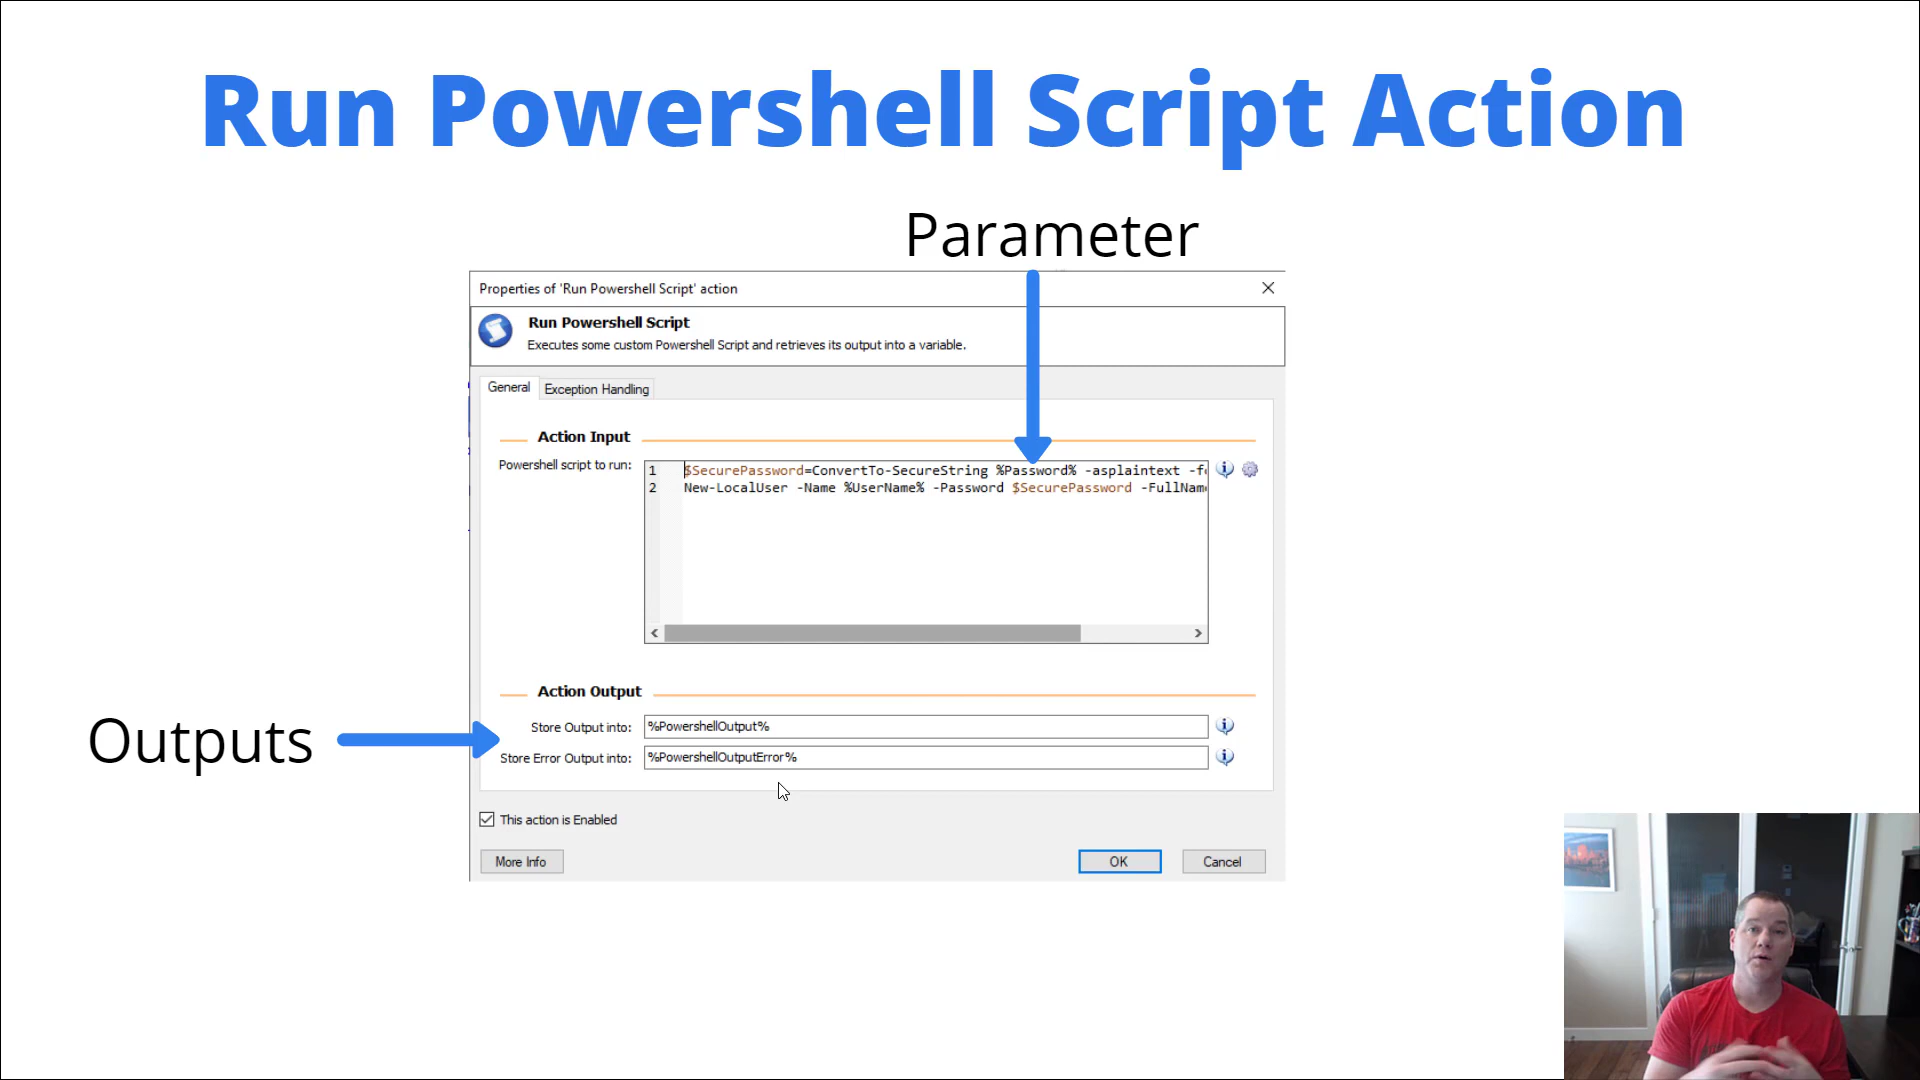 Run Powershell Script Action
Parameter
Properties of 'Run Powershell Script' action
Run Powershell Script
Executes some custom Powershell Script and retrieves its output into a variable.
General
Exception Handling
Action Input
Powershell script to run:
1 $SecurePassword=ConvertTo-SecureString %Password% -asplaintext -f
2 New-LocalUser -Name %UserName% -Password $SecurePassword -FullNam
Action Output
Outputs
Store Output into: %PowershellOutput%
Store Error Output into: %PowershellOutputError%
This action is Enabled
More Info
OK
Cancel